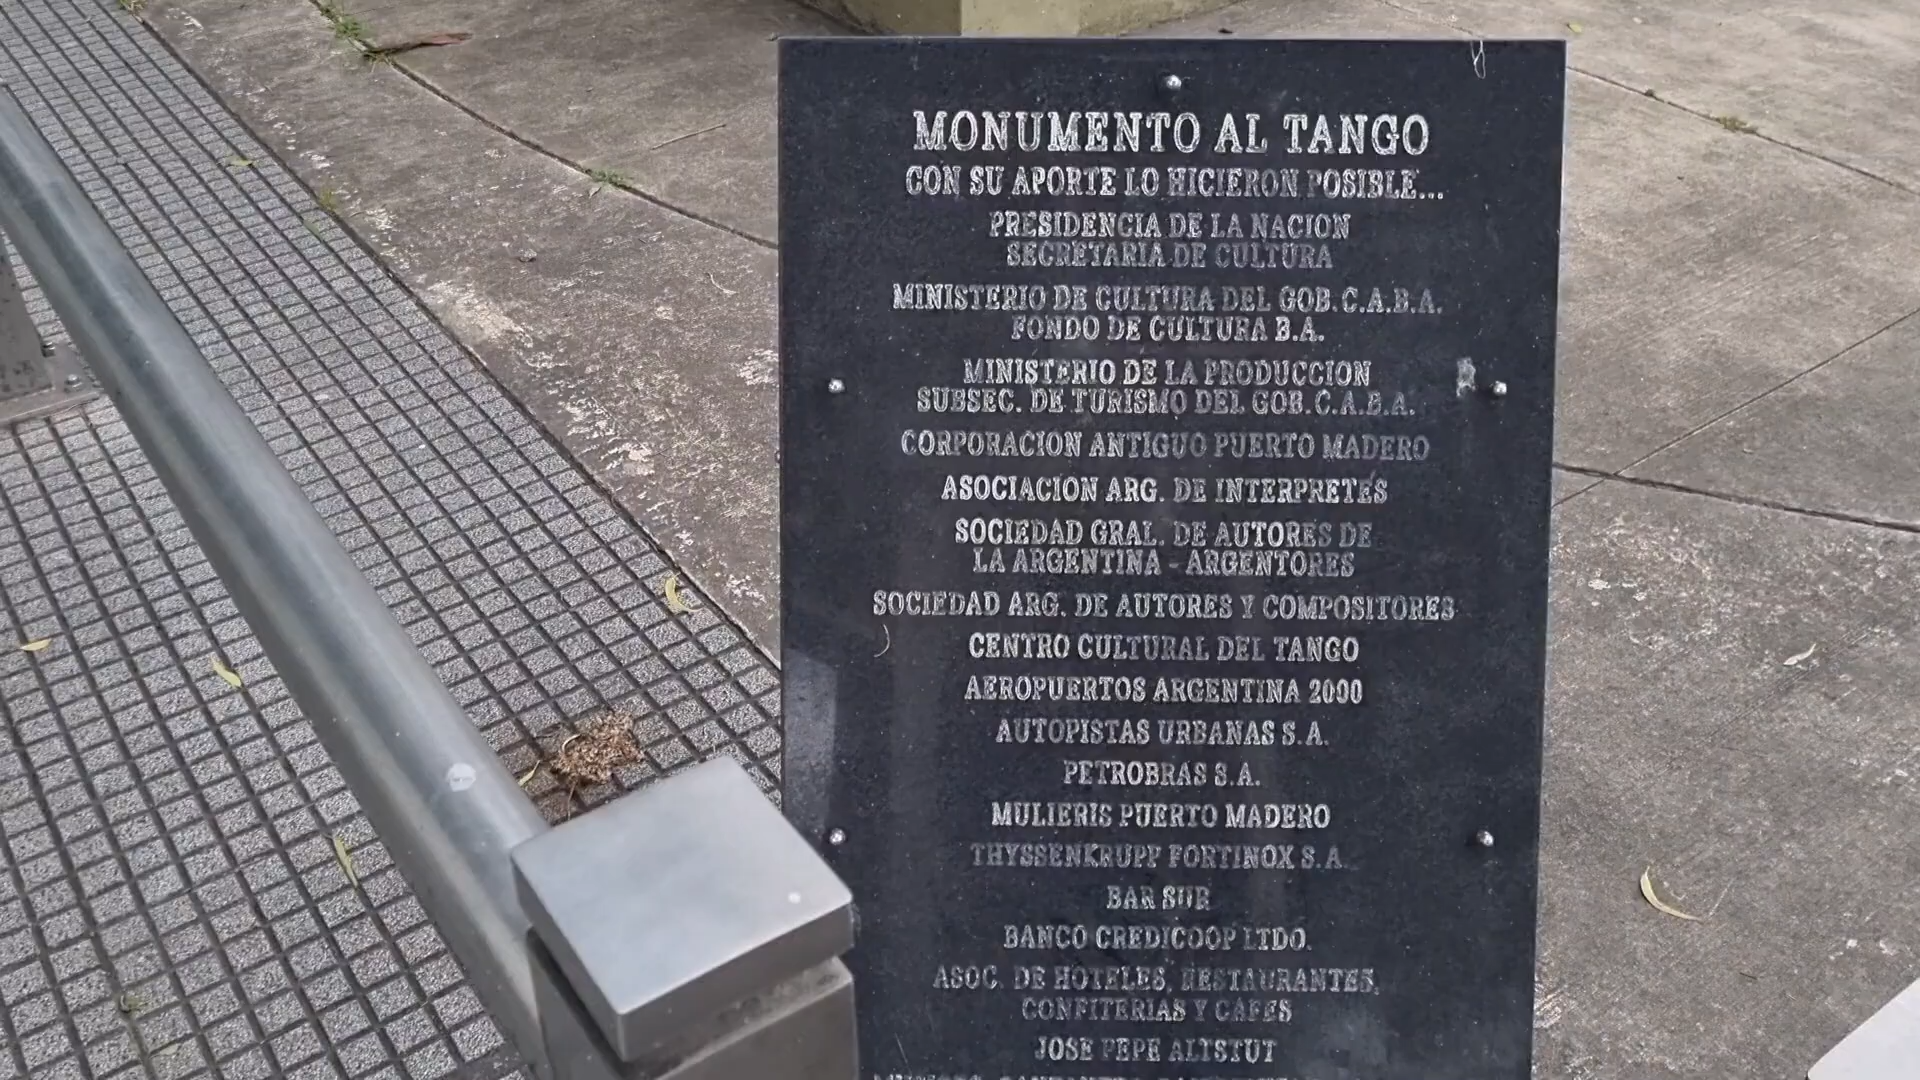 MONUMENTO AL TANGO
CON SU APORTE LO HICIERON POSIBLE...
PRESIDENCIA DE LA NACION
SECRETARIA DE CULTURA
MINISTERIO DE CULTURA DEL GOB.C.A.B.A.
FONDO DE CULTURA B.A.
MINISTERIO DE LA PRODUCCION
SUBSEC. DE TURISMO DEL GOB.C.A.B.A.
CORPORACION ANTIGUO PUERTO MADERO
ASOCIACION ARG. DE INTERPRETES
SOCIEDAD GRAL. DE AUTORES DE
LA ARGENTINA - ARGENTORES
SOCIEDAD ARG. DE AUTORES Y COMPOSITORES
CENTRO CULTURAL DEL TANGO
AEROPUERTOS ARGENTINA 2000
AUTOPISTAS URBANAS S.A.
PETROBRAS S.A.
MULIERIS PUERTO MADERO
THYSSENKRUPP FORTINOX S.A.
BAR SUR
BANCO CREDICOOP LTDO.
ASOC. DE HOTELES, RESTAURANTES,
CONFITERIAS Y CAFES
JOSE PEPE ALTSTUT